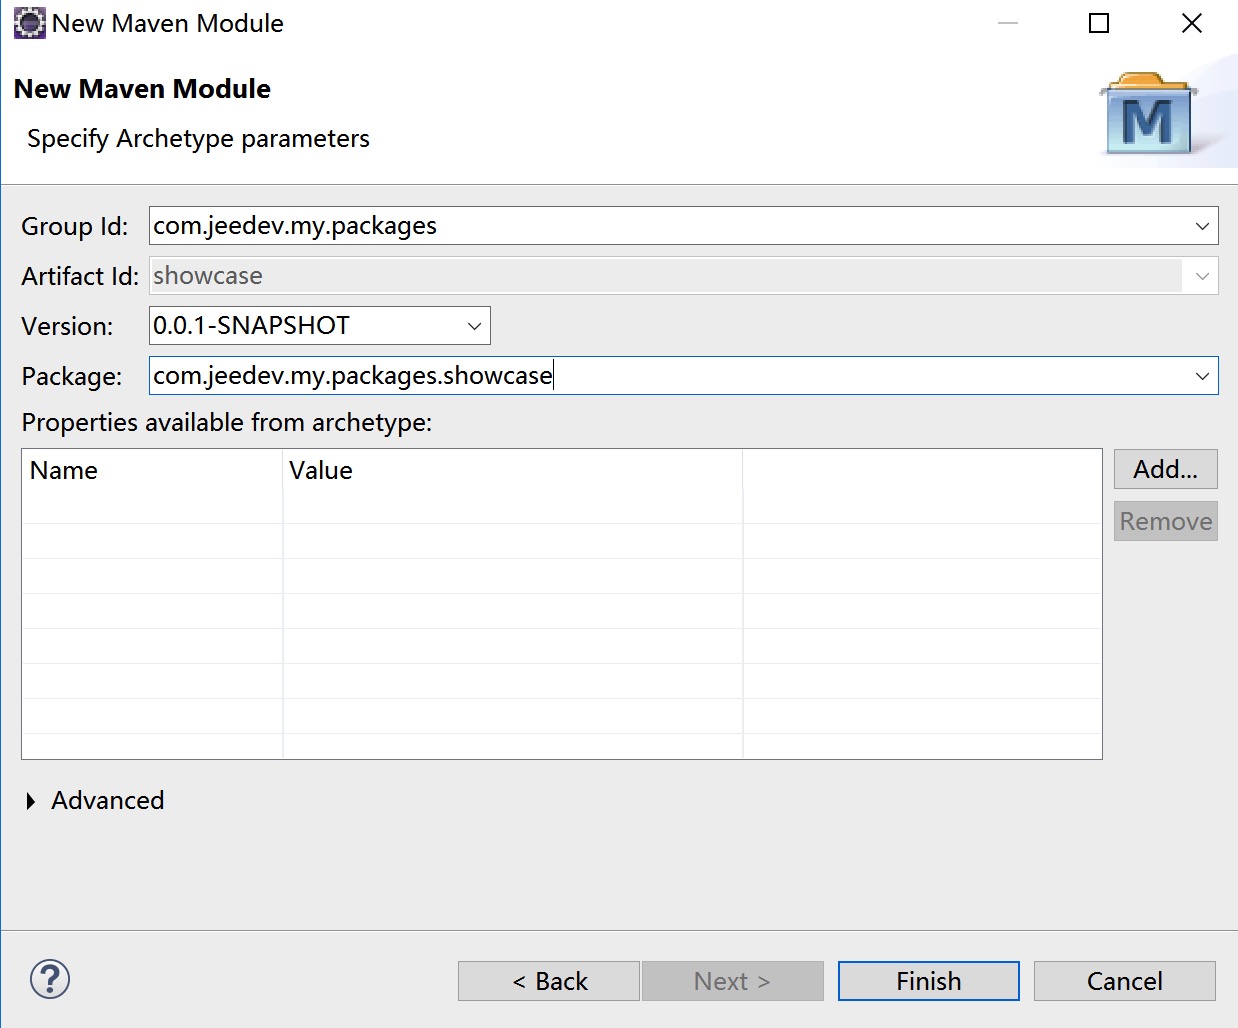 New Maven Module
New Maven Module
Specify Archetype parameters
M
Group Id: com.jeedev.my.packages
Artifact Id: showcase
Version: 0.0.1-SNAPSHOT
Package: com.jeedev.my.packages.showcase
Properties available from archetype:
Name Value
Add...
Remove
Advanced
? < Back Next > Finish Cancel